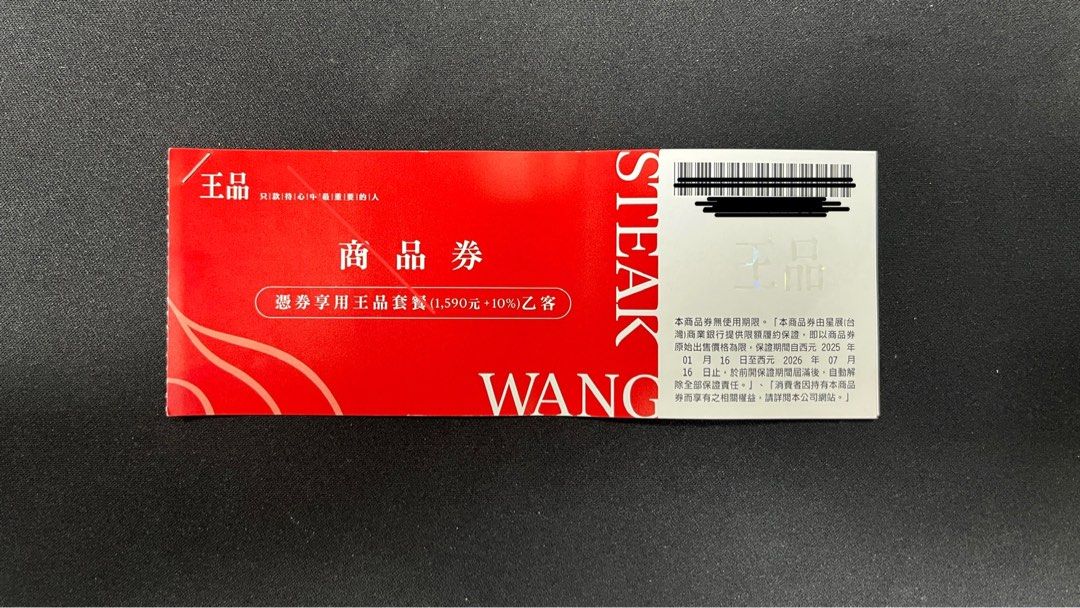 王品 只|款|待|心|中|最|重|要|的|人
商品券
憑券享用王品套餐(1,590元+10%)乙客
STEAK
WANG
王品
本商品券無使用期限。「本商品券由星展(台
灣)商業銀行提供限額履約保證，即以商品券
原始出售價格為限，保證期間自西元 2025 年
01 月 16 日至西元 2026 年 07 月
16 日止，於前開保證期間屆滿後，自動解
除全部保證責任。」、「消費者因持有本商品
券而享有之相關權益，請詳閱本公司網站。」